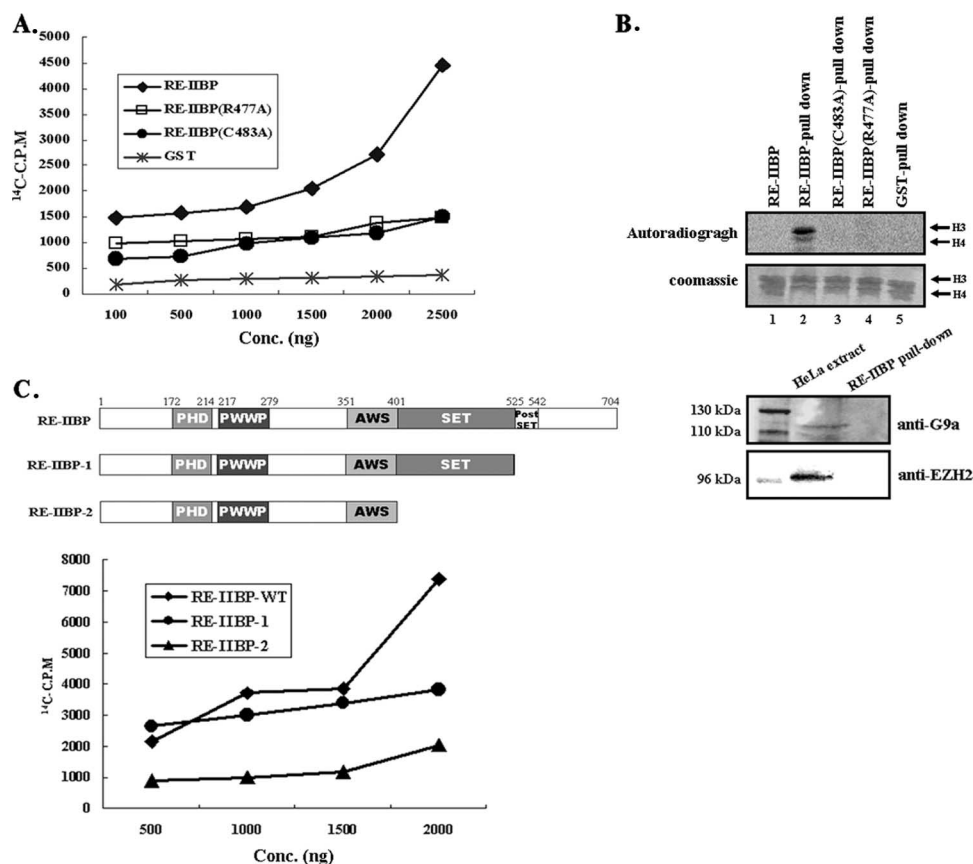 A.
¹⁴C-C.P.M
5000
4500
4000
3500
3000
2500
2000
1500
1000
500
0
RE-IIBP
RE-IIBP(R477A)
RE-IIBP(C483A)
GST
100 500 1000 1500 2000 2500
Conc. (ng)
B.
RE-IIBP
RE-IIBP-pull down
RE-IIBP(C483A)-pull down
RE-IIBP(R477A)-pull down
GST-pull down
Autoradiogragh
H3
H4
coomassie
H3
H4
1 2 3 4 5
HeLa extract
RE-IIBP pull-down
130 kDa
110 kDa
anti-G9a
96 kDa
anti-EZH2
C.
1 172 214 217 279 351 401 525 542 704
RE-IIBP PHD PWWP AWS SET Post SET
RE-IIBP-1 PHD PWWP AWS SET
RE-IIBP-2 PHD PWWP AWS
¹⁴C-C.P.M
8000
7000
6000
5000
4000
3000
2000
1000
0
RE-IIBP-WT
RE-IIBP-1
RE-IIBP-2
500 1000 1500 2000
Conc. (ng)